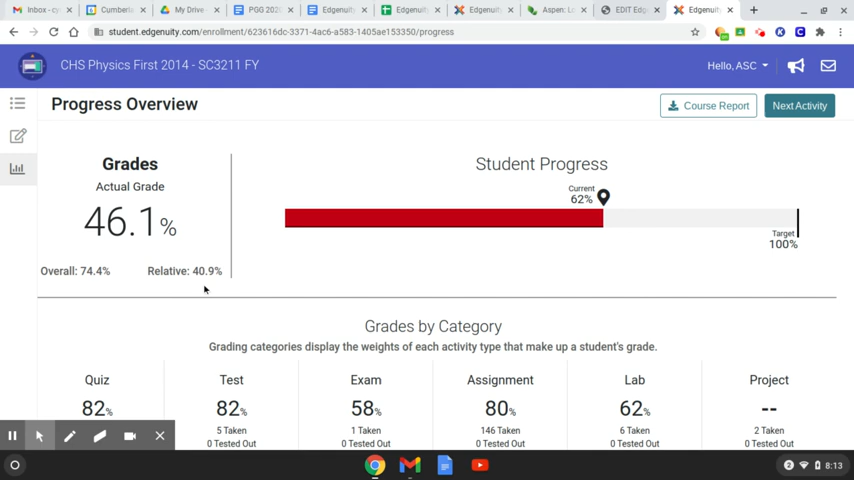 Inbox - cy
Cumberl
My Drive -
PGG 2020
Edgenuity
Edgenuity
Edgenuity
Edgenuity
Aspen: Lo
EDIT Edg
Edgenuity
student.edgenuity.com/enrollment/623616dc-3371-4ac6-a583-1405ae153350/progress
CHS Physics First 2014 - SC3211 FY
Hello, ASC
Progress Overview
Course Report
Next Activity
Grades
Actual Grade
46.1%
Overall: 74.4%
Relative: 40.9%
Student Progress
Current
62%
Target
100%
Grades by Category
Grading categories display the weights of each activity type that make up a student's grade.
Quiz
Test
Exam
Assignment
Lab
Project
82%
82%
58%
80%
62%
--
5 Taken
1 Taken
146 Taken
6 Taken
2 Taken
0 Tested Out
0 Tested Out
0 Tested Out
0 Tested Out
0 Tested Out
2
8:13